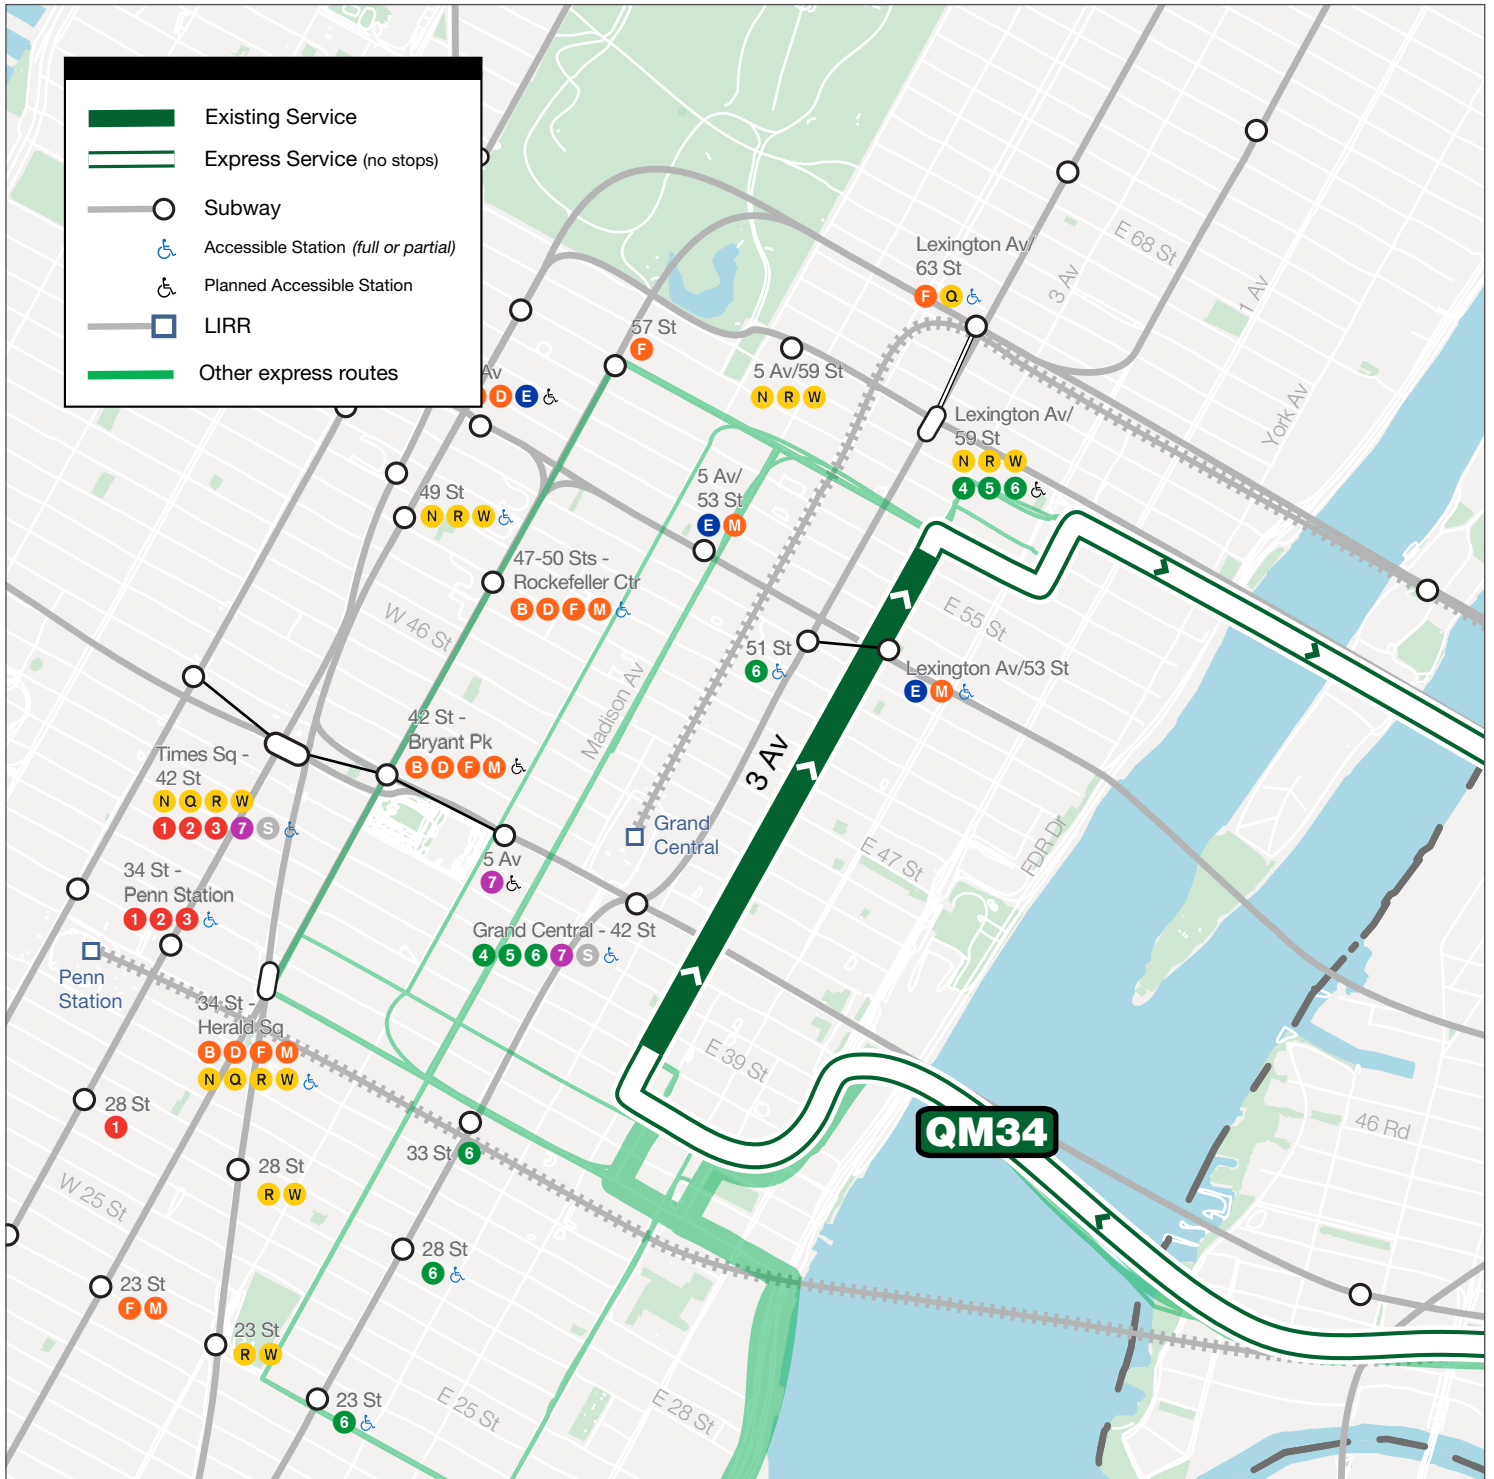 Existing Service
Express Service (no stops)
Subway
Accessible Station (full or partial)
Planned Accessible Station
LIRR
Other express routes
E 68 St
Lexington Av/
63 St
F Q
3 Av
1 Av
57 St
F
5 Av/59 St
N R W
Av
D E
York Av
Lexington Av/
59 St
N R W
4 5 6
5 Av/
53 St
E M
49 St
N R W
47-50 Sts -
Rockefeller Ctr
B D F M
W 46 St
E 55 St
51 St
6
Lexington Av/53 St
E M
Madison Av
42 St -
Bryant Pk
B D F M
Times Sq -
42 St
N Q R W
1 2 3 7 S
3 Av
Grand
Central
E 47 St
FDR Dr
5 Av
7
34 St -
Penn Station
1 2 3
Grand Central - 42 St
4 5 6 7 S
Penn
Station
34 St -
Herald Sq
B D F M
N Q R W
E 39 St
28 St
1
QM34
46 Rd
33 St 6
28 St
R W
W 25 St
28 St
6
23 St
F M
23 St
R W
23 St
6
E 25 St
E 28 St